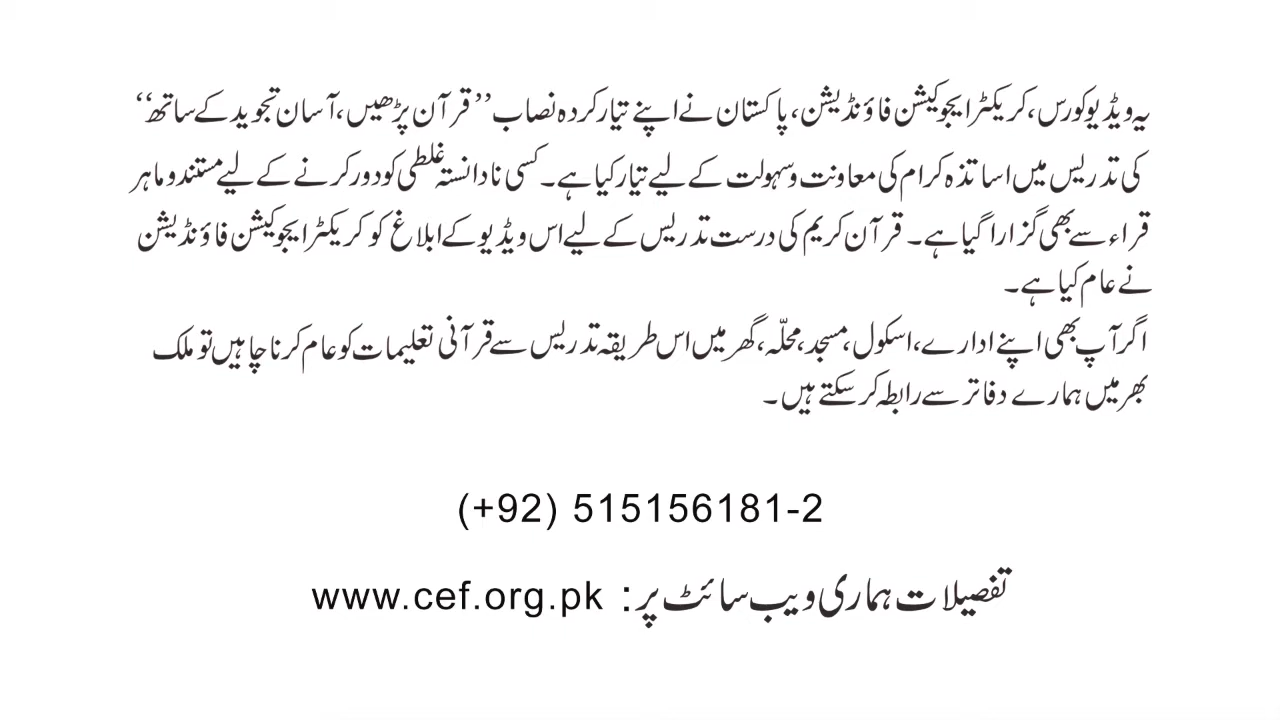 یہ ویڈیو کورس، کریکٹر ایجوکیشن فاؤنڈیشن، پاکستان نے اپنے تیار کردہ نصاب ’’قرآن پڑھیں، آسان تجوید کے ساتھ‘‘
کی تدریس میں اساتذہ کرام کی معاونت و سہولت کے لیے تیار کیا ہے۔ کسی نادانستہ غلطی کو دور کرنے کے لیے مستند و ماہر
قراء سے بھی گزارا گیا ہے۔ قرآن کریم کی درست تدریس کے لیے اس ویڈیو کے ابلاغ کو کریکٹر ایجوکیشن فاؤنڈیشن
نے عام کیا ہے۔
اگر آپ بھی اپنے ادارے، اسکول، مسجد، محلّہ، گھر میں اس طریقہ تدریس سے قرآنی تعلیمات کو عام کرنا چاہیں تو ملک
بھر میں ہمارے دفاتر سے رابطہ کر سکتے ہیں۔
(+92) 515156181-2
تفصیلات ہماری ویب سائٹ پر: www.cef.org.pk